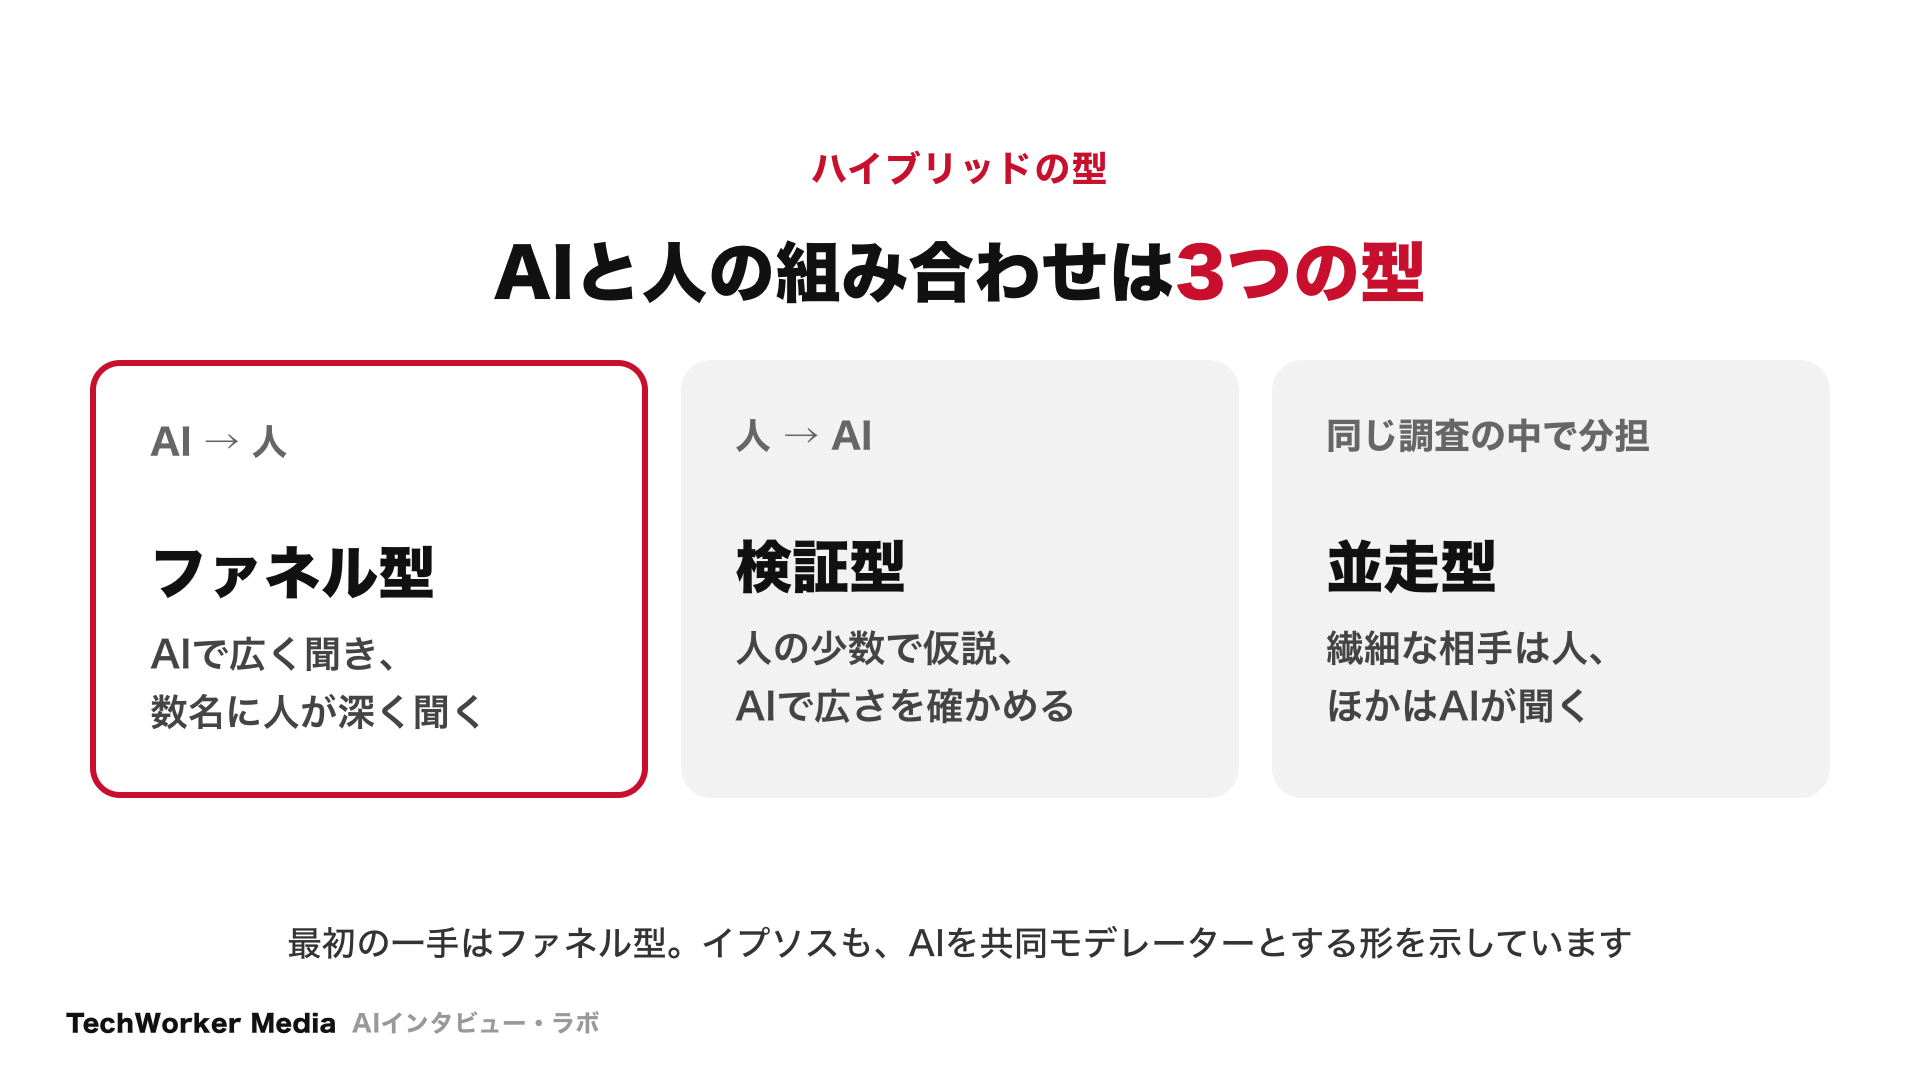 ハイブリッドの型
AIと人の組み合わせは3つの型
AI → 人
ファネル型
AIで広く聞き、
数名に人が深く聞く
人 → AI
検証型
人の少数で仮説、
AIで広さを確かめる
同じ調査の中で分担
並走型
繊細な相手は人、
ほかはAIが聞く
最初の一手はファネル型。イプソスも、AIを共同モデレーターとする形を示しています
TechWorker Media AIインタビュー・ラボ